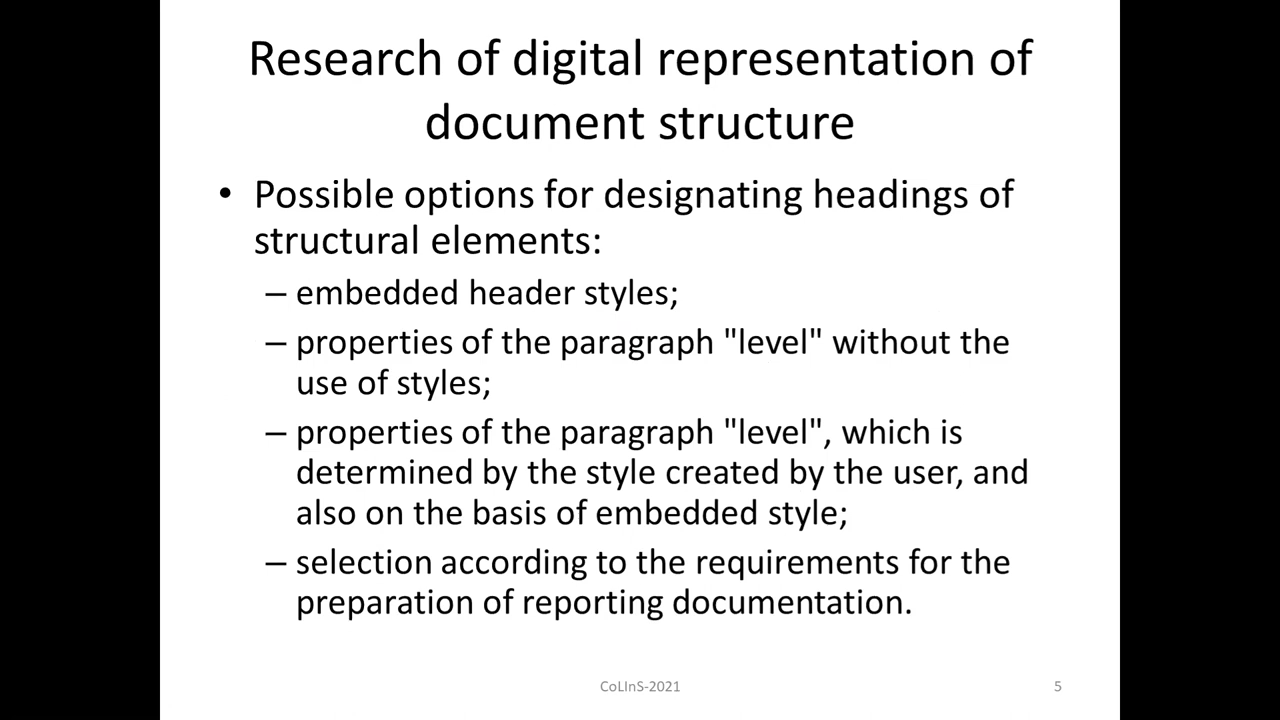 Research of digital representation of
document structure
• Possible options for designating headings of
structural elements:
– embedded header styles;
– properties of the paragraph "level" without the
use of styles;
– properties of the paragraph "level", which is
determined by the style created by the user, and
also on the basis of embedded style;
– selection according to the requirements for the
preparation of reporting documentation.
CoLInS-2021
5